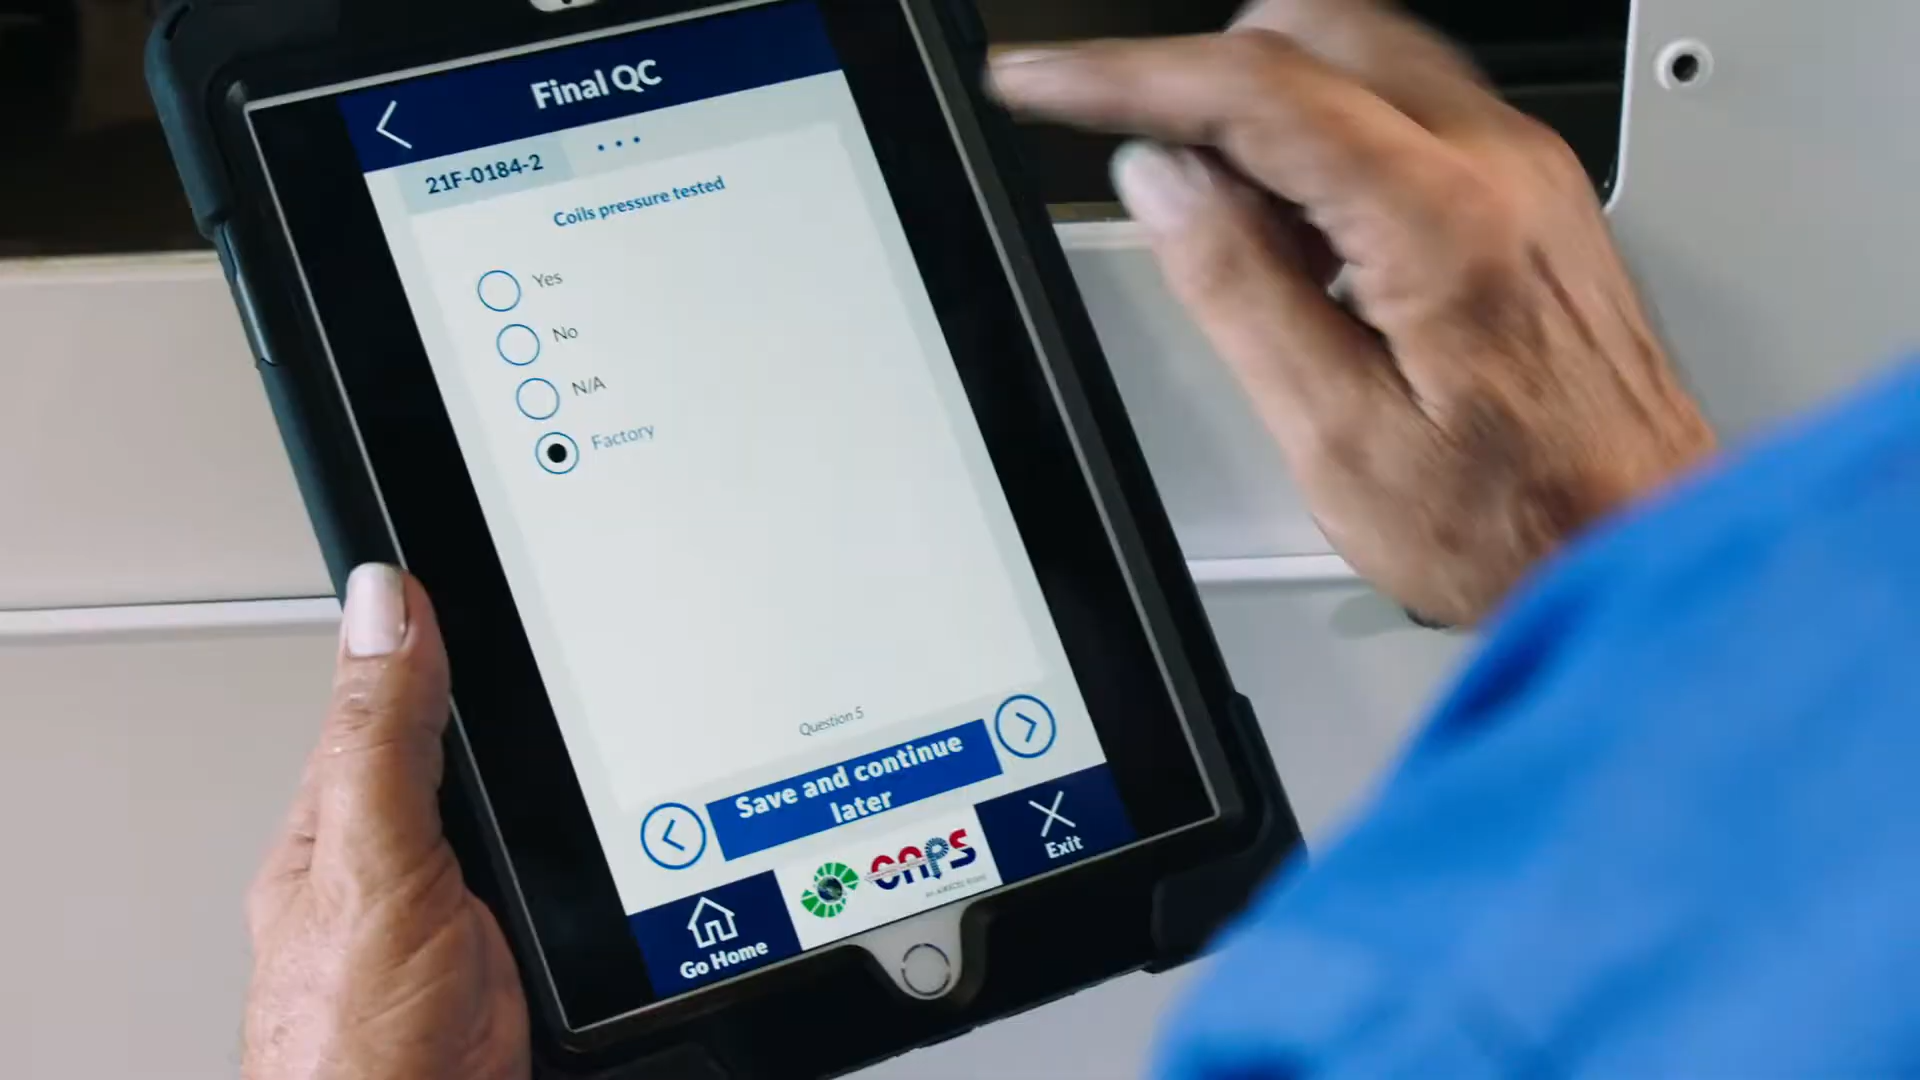 Final QC
21F-0184-2
Coils pressure tested
Yes
No
N/A
Factory
Question 5
Save and continue
later
Go Home
Exit